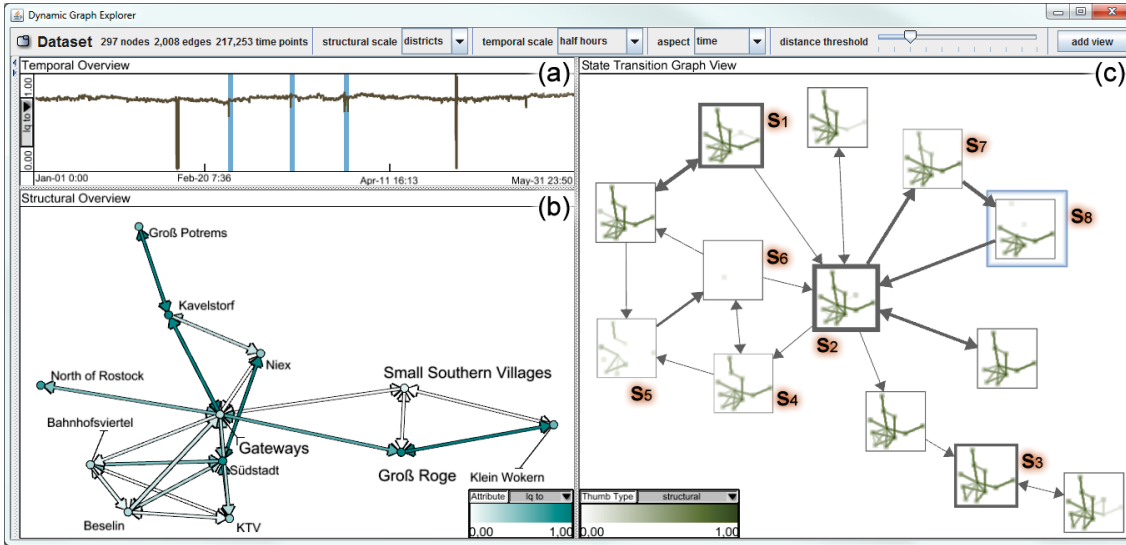 Dynamic Graph Explorer
Dataset 297 nodes 2,008 edges 217,253 time points structural scale districts temporal scale half hours aspect time distance threshold add view
Temporal Overview
(a)
1.00
lq to
0.00
Jan-01 0:00 Feb-20 7:36 Apr-11 16:13 May-31 23:50
Structural Overview
(b)
Groß Potrems
Kavelstorf
Niex
North of Rostock
Small Southern Villages
Bahnhofsviertel
Gateways
Südstadt
Groß Roge
Klein Wokern
Beselin
KTV
Attribute lq to
0,00 1,00
State Transition Graph View
(c)
S1
S7
S8
S6
S2
S5
S4
S3
Thumb Type structural
0,00 1,00